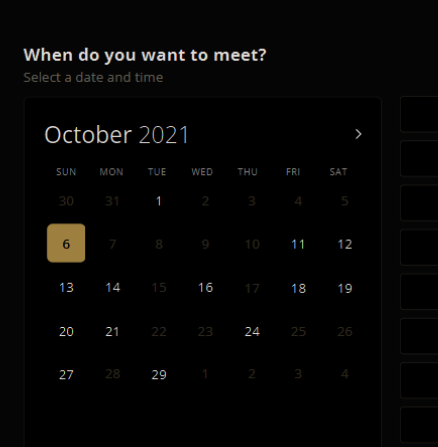 When do you want to meet?
Select a date and time
October 2021 >
SUN MON TUE WED THU FRI SAT
30 31 1 2 3 4 5
6 7 8 9 10 11 12
13 14 15 16 17 18 19
20 21 22 23 24 25 26
27 28 29 1 2 3 4